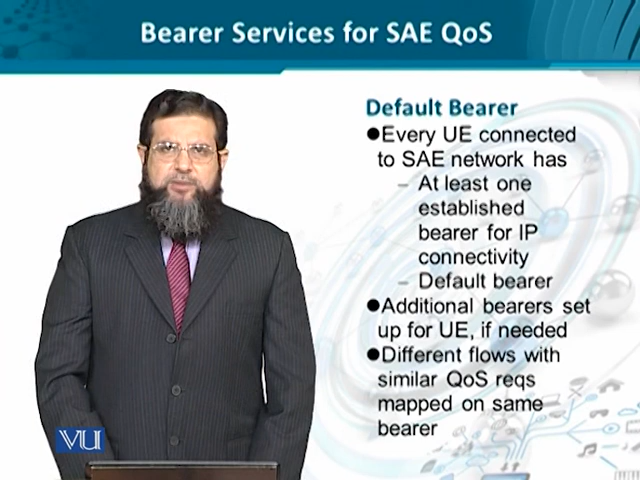 Bearer Services for SAE QoS
Default Bearer
●Every UE connected
to SAE network has
– At least one
established
bearer for IP
connectivity
– Default bearer
●Additional bearers set
up for UE, if needed
●Different flows with
similar QoS reqs
mapped on same
bearer
VU